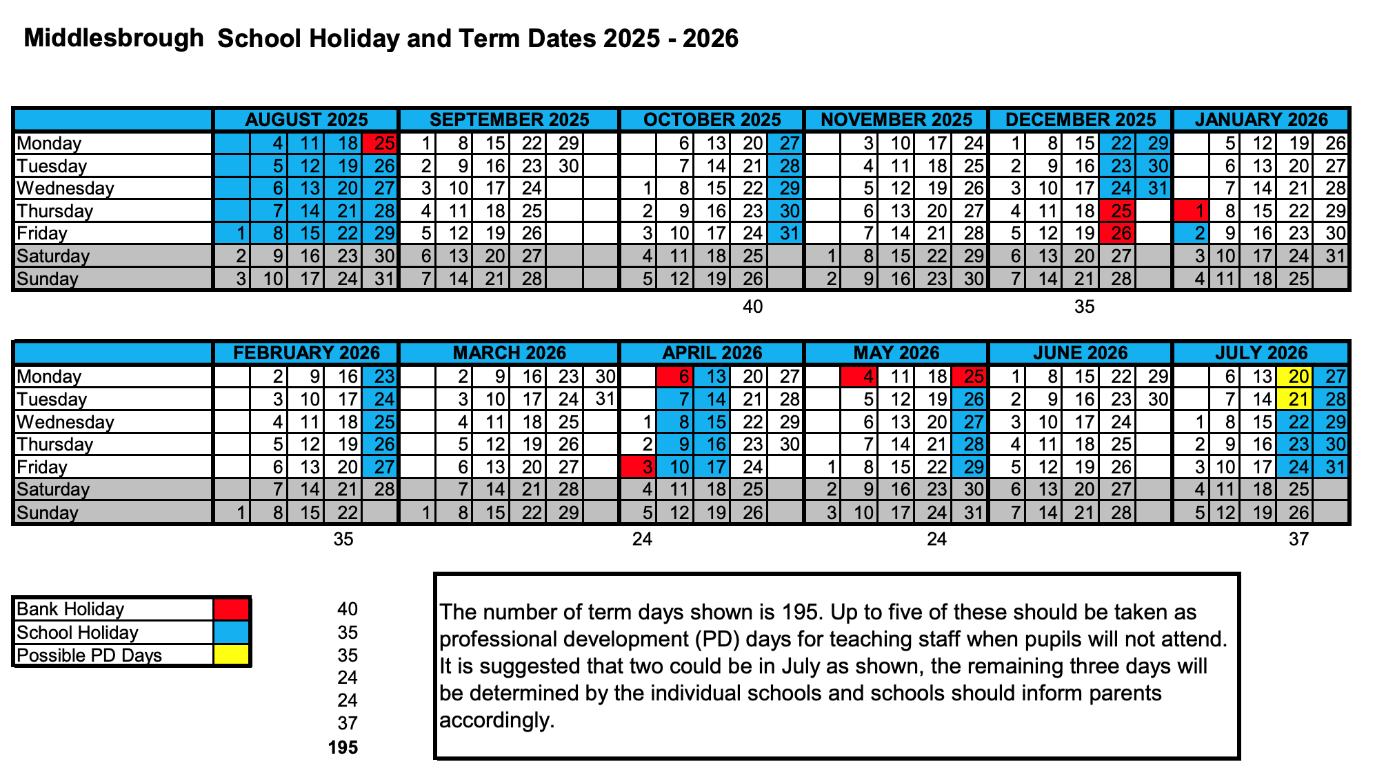 Middlesbrough School Holiday and Term Dates 2025 - 2026
AUGUST 2025 SEPTEMBER 2025 OCTOBER 2025 NOVEMBER 2025 DECEMBER 2025 JANUARY 2026
Monday 4 11 18 25 1 8 15 22 29 6 13 20 27 3 10 17 24 1 8 15 22 29 5 12 19 26
Tuesday 5 12 19 26 2 9 16 23 30 7 14 21 28 4 11 18 25 2 9 16 23 30 6 13 20 27
Wednesday 6 13 20 27 3 10 17 24 1 8 15 22 29 5 12 19 26 3 10 17 24 31 7 14 21 28
Thursday 7 14 21 28 4 11 18 25 2 9 16 23 30 6 13 20 27 4 11 18 25 1 8 15 22 29
Friday 1 8 15 22 29 5 12 19 26 3 10 17 24 31 7 14 21 28 5 12 19 26 2 9 16 23 30
Saturday 2 9 16 23 30 6 13 20 27 4 11 18 25 1 8 15 22 29 6 13 20 27 3 10 17 24 31
Sunday 3 10 17 24 31 7 14 21 28 5 12 19 26 2 9 16 23 30 7 14 21 28 4 11 18 25
40 35
FEBRUARY 2026 MARCH 2026 APRIL 2026 MAY 2026 JUNE 2026 JULY 2026
Monday 2 9 16 23 2 9 16 23 30 6 13 20 27 4 11 18 25 1 8 15 22 29 6 13 20 27
Tuesday 3 10 17 24 3 10 17 24 31 7 14 21 28 5 12 19 26 2 9 16 23 30 7 14 21 28
Wednesday 4 11 18 25 4 11 18 25 1 8 15 22 29 6 13 20 27 3 10 17 24 1 8 15 22 29
Thursday 5 12 19 26 5 12 19 26 2 9 16 23 30 7 14 21 28 4 11 18 25 2 9 16 23 30
Friday 6 13 20 27 6 13 20 27 3 10 17 24 1 8 15 22 29 5 12 19 26 3 10 17 24 31
Saturday 7 14 21 28 7 14 21 28 4 11 18 25 2 9 16 23 30 6 13 20 27 4 11 18 25
Sunday 1 8 15 22 1 8 15 22 29 5 12 19 26 3 10 17 24 31 7 14 21 28 5 12 19 26
35 24 24 37
Bank Holiday
School Holiday
Possible PD Days
40
35
35
24
24
37
195
The number of term days shown is 195. Up to five of these should be taken as
professional development (PD) days for teaching staff when pupils will not attend.
It is suggested that two could be in July as shown, the remaining three days will
be determined by the individual schools and schools should inform parents
accordingly.